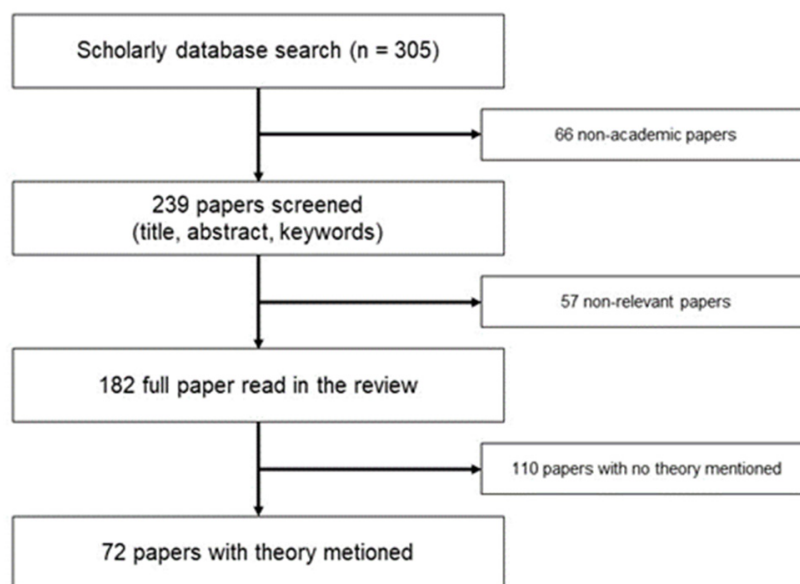 Scholarly database search (n = 305)
66 non-academic papers
239 papers screened
(title, abstract, keywords)
57 non-relevant papers
182 full paper read in the review
110 papers with no theory mentioned
72 papers with theory metioned